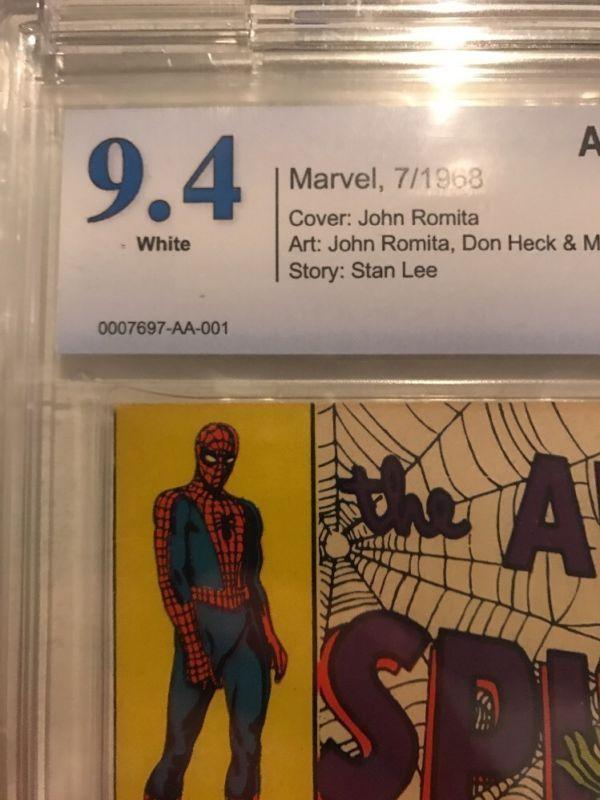 9.4
White
0007697-AA-001
A
Marvel, 7/1968
Cover: John Romita
Art: John Romita, Don Heck & M
Story: Stan Lee
the A
SPI